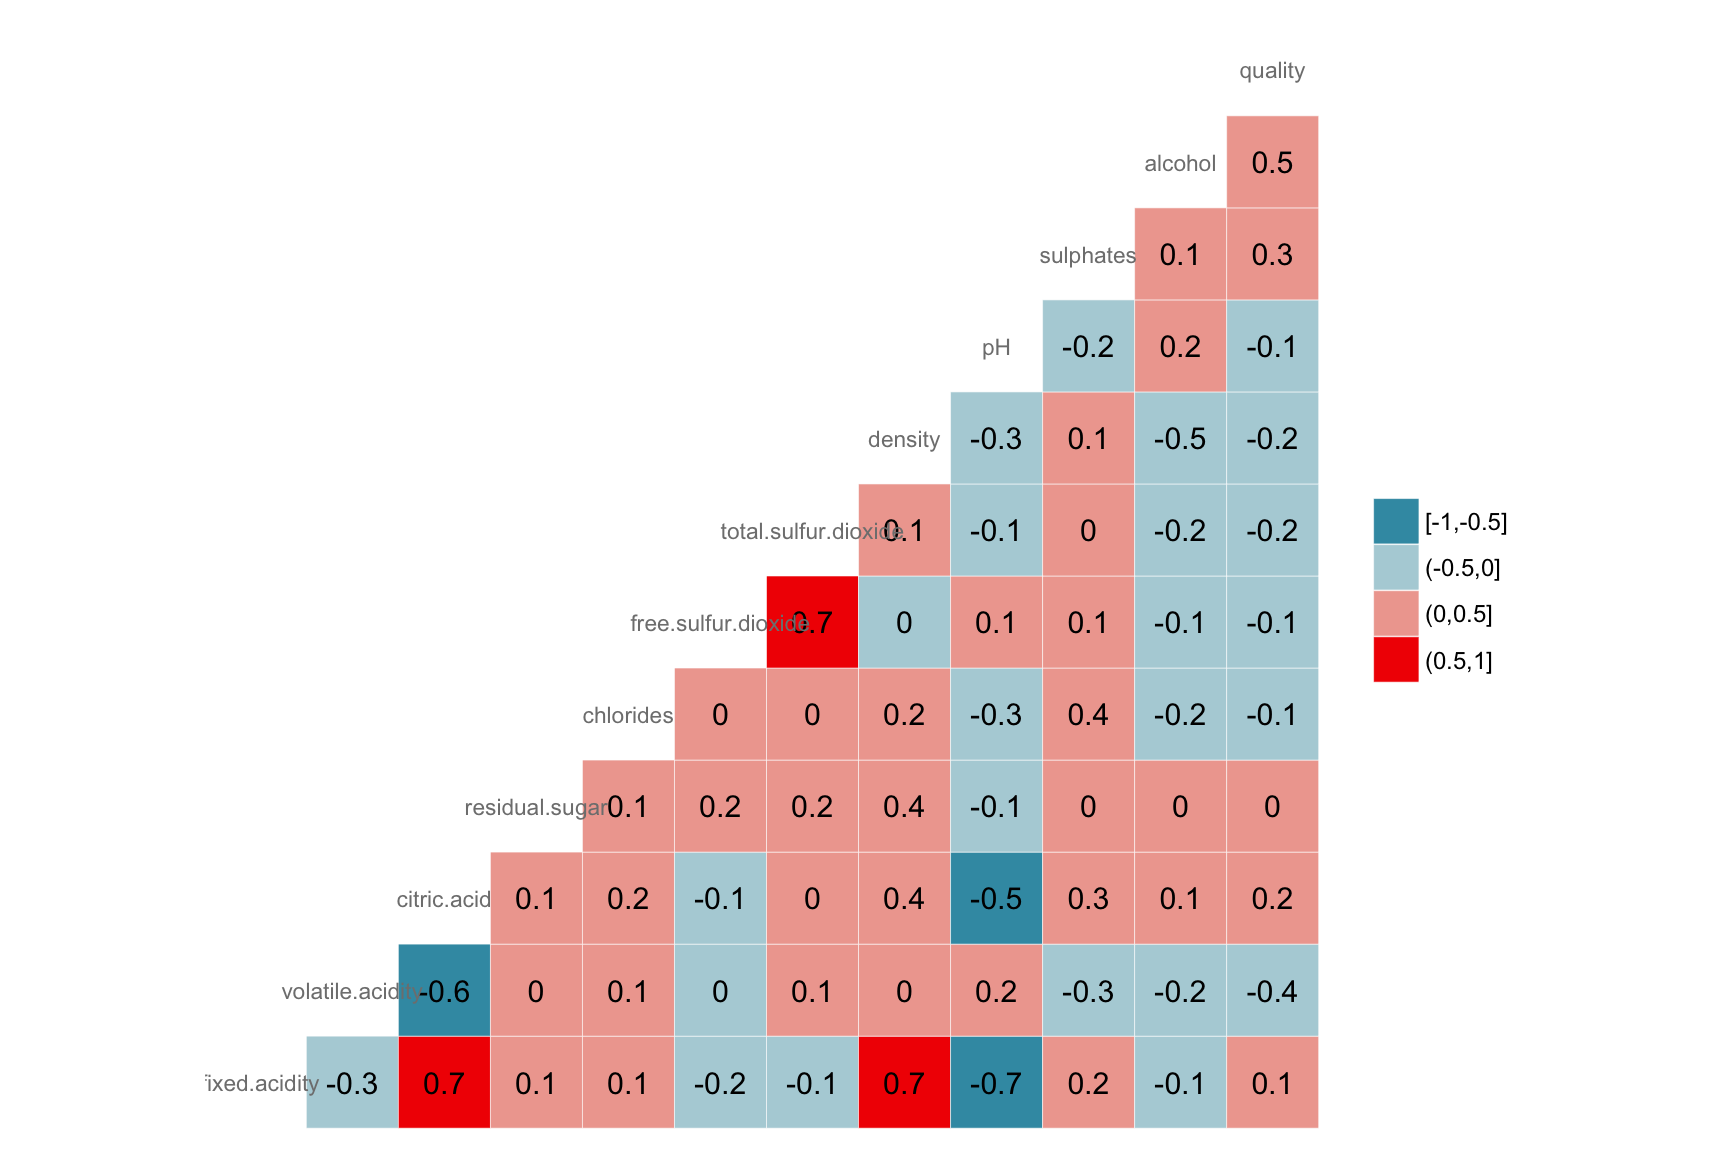 quality
alcohol 0.5
sulphates 0.1 0.3
pH -0.2 0.2 -0.1
density -0.3 0.1 -0.5 -0.2
total.sulfur.dioxide 0.1 -0.1 0 -0.2 -0.2
free.sulfur.dioxide 0.7 0 0.1 0.1 -0.1 -0.1
chlorides 0 0 0.2 -0.3 0.4 -0.2 -0.1
residual.sugar 0.1 0.2 0.2 0.4 -0.1 0 0 0
citric.acid 0.1 0.2 -0.1 0 0.4 -0.5 0.3 0.1 0.2
volatile.acidity -0.6 0 0.1 0 0.1 0 0.2 -0.3 -0.2 -0.4
fixed.acidity -0.3 0.7 0.1 0.1 -0.2 -0.1 0.7 -0.7 0.2 -0.1 0.1
[-1,-0.5]
(-0.5,0]
(0,0.5]
(0.5,1]